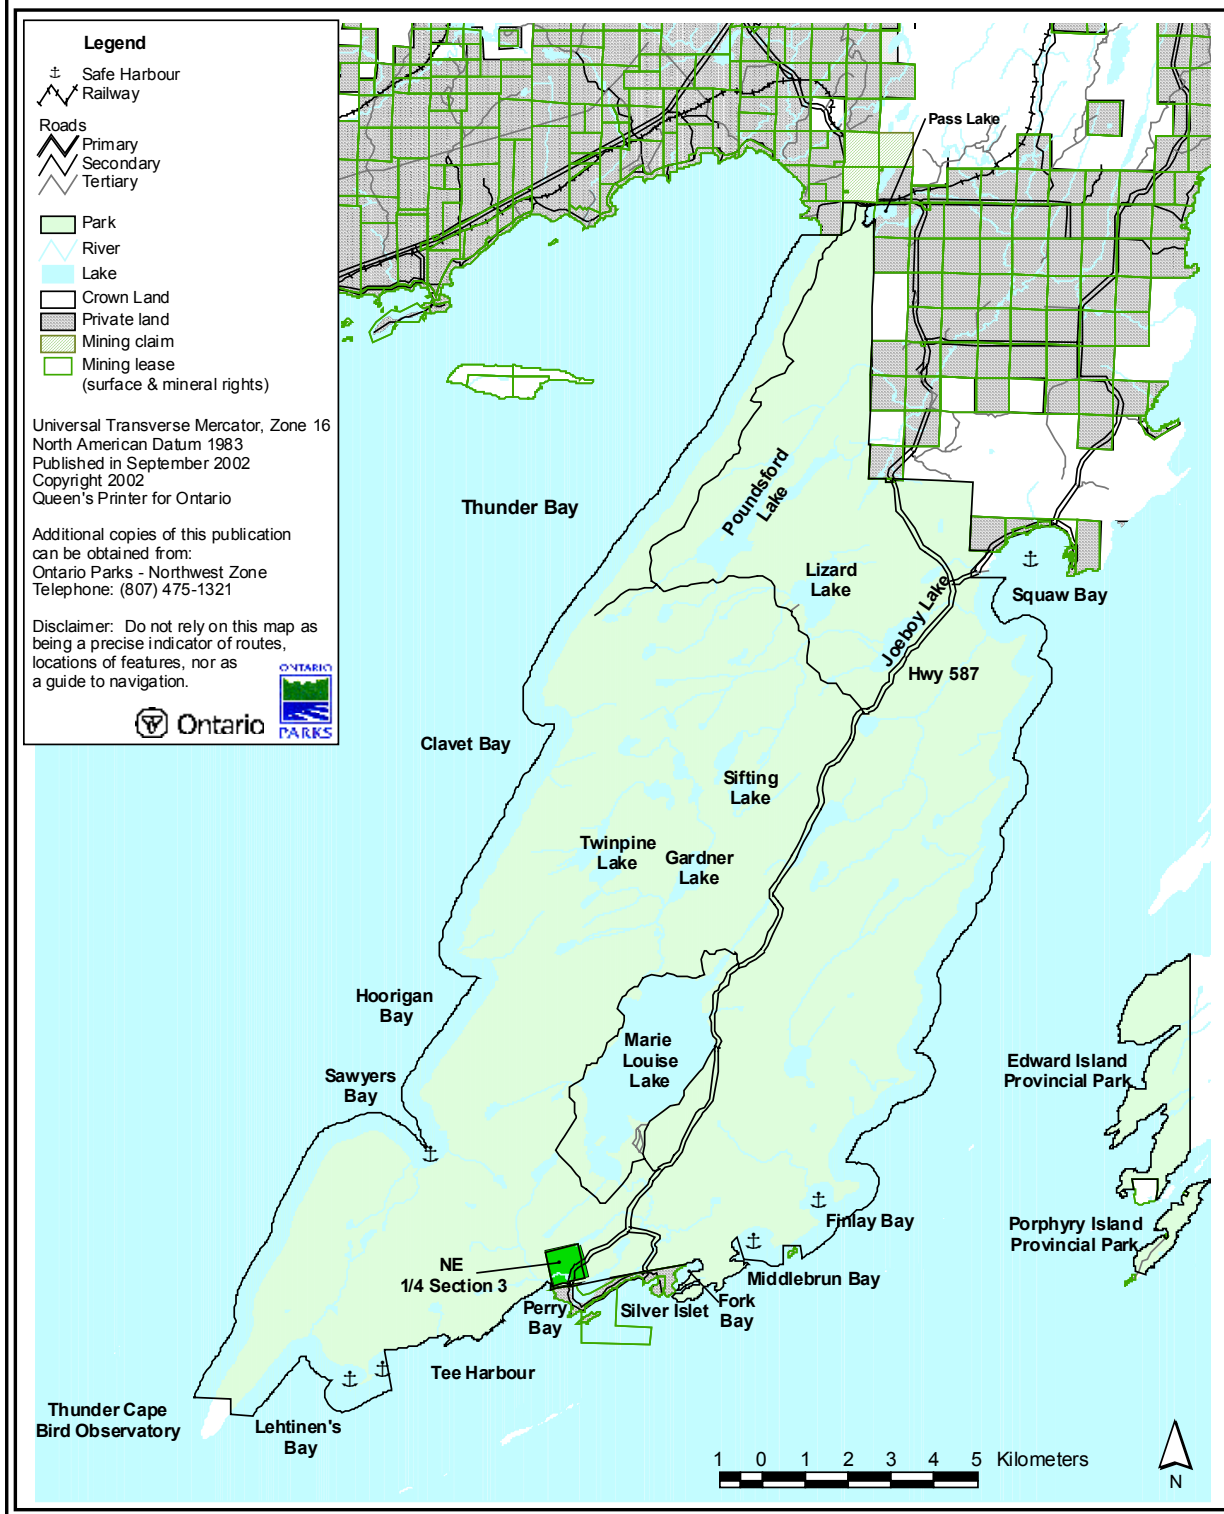 Legend
Safe Harbour
Railway
Roads
Primary
Secondary
Tertiary
Park
River
Lake
Crown Land
Private land
Mining claim
Mining lease
(surface & mineral rights)
Universal Transverse Mercator, Zone 16
North American Datum 1983
Published in September 2002
Copyright 2002
Queen's Printer for Ontario
Additional copies of this publication
can be obtained from:
Ontario Parks - Northwest Zone
Telephone: (807) 475-1321
Disclaimer: Do not rely on this map as
being a precise indicator of routes,
locations of features, nor as
a guide to navigation.
Ontario
ONTARIO
PARKS
Pass Lake
Thunder Bay
Poundsford
Lake
Lizard
Lake
Joeboy Lake
Squaw Bay
Hwy 587
Clavet Bay
Sifting
Lake
Twinpine
Lake
Gardner
Lake
Hoorigan
Bay
Marie
Louise
Lake
Sawyers
Bay
Edward Island
Provincial Park
Finlay Bay
Porphyry Island
Provincial Park
NE
1/4 Section 3
Middlebrun Bay
Perry
Bay
Silver Islet
Fork
Bay
Tee Harbour
Thunder Cape
Bird Observatory
Lehtinen's
Bay
1 0 1 2 3 4 5 Kilometers
N